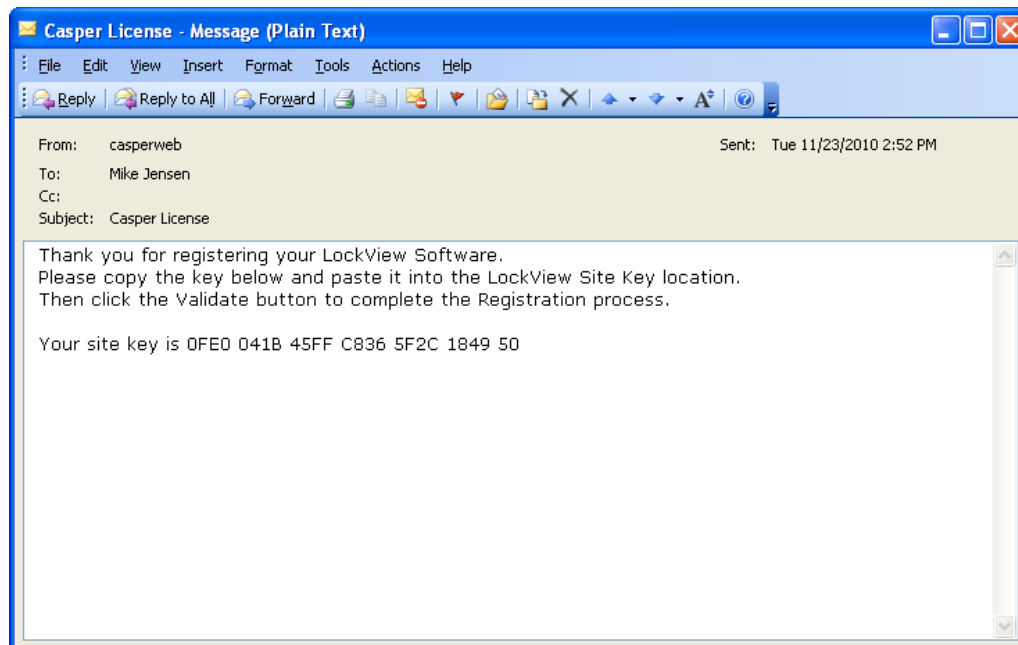 Casper License - Message (Plain Text)
File Edit View Insert Format Tools Actions Help
Reply Reply to All Forward A
From: casperweb Sent: Tue 11/23/2010 2:52 PM
To: Mike Jensen
Cc:
Subject: Casper License
Thank you for registering your LockView Software.
Please copy the key below and paste it into the LockView Site Key location.
Then click the Validate button to complete the Registration process.
Your site key is 0FE0 041B 45FF C836 5F2C 1849 50